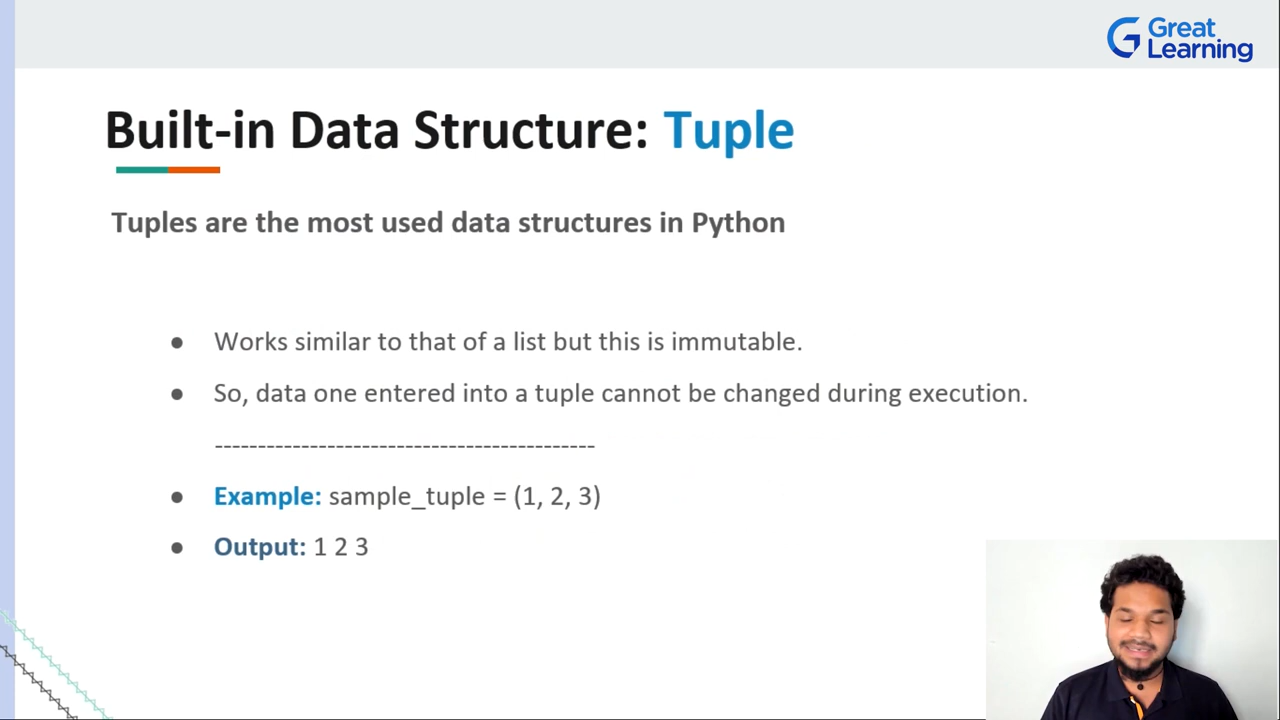 Great
Learning
Built-in Data Structure: Tuple
Tuples are the most used data structures in Python
● Works similar to that of a list but this is immutable.
● So, data one entered into a tuple cannot be changed during execution.
--------------------------------------------
● Example: sample_tuple = (1, 2, 3)
● Output: 1 2 3